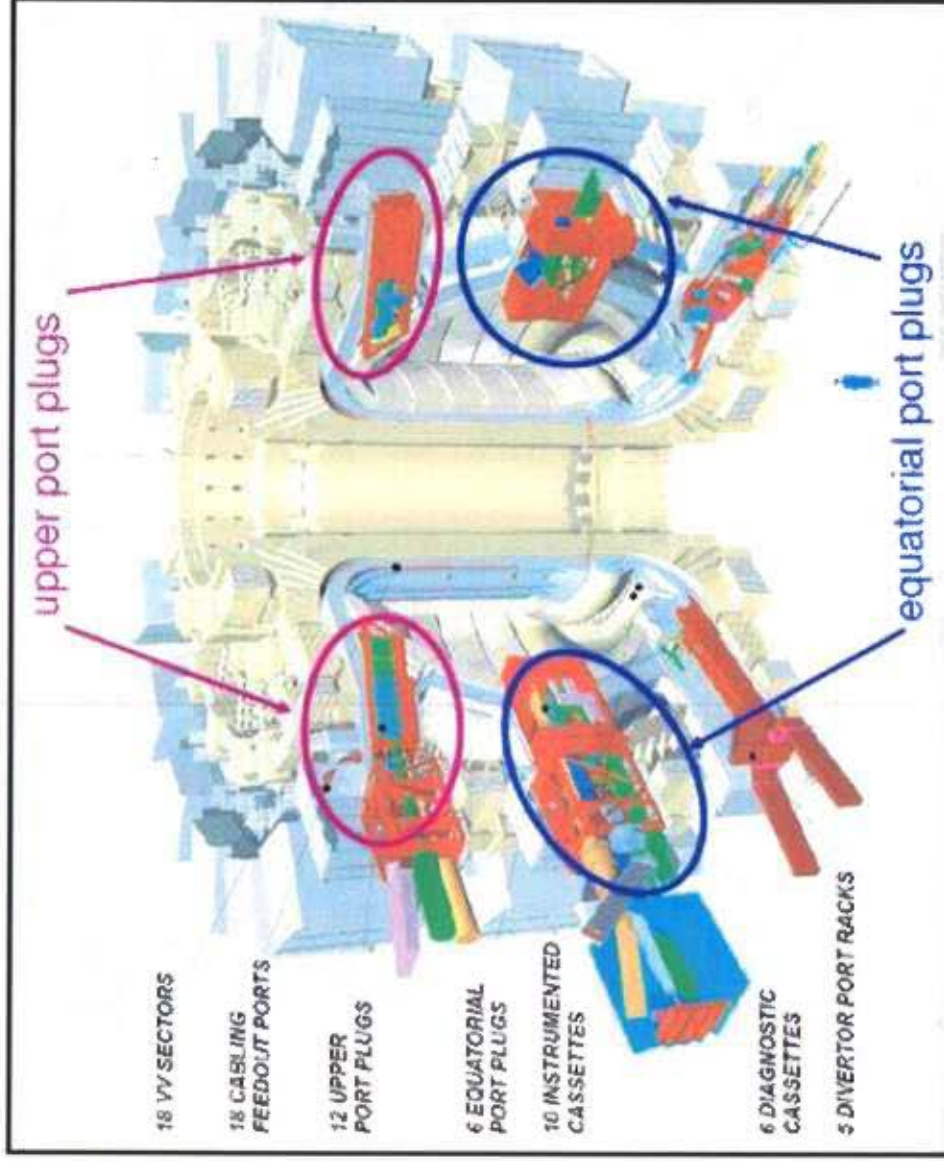 upper port plugs
18 VV SECTORS
18 CABLING
FEEDOUT PORTS
12 UPPER
PORT PLUGS
6 EQUATORIAL
PORT PLUGS
10 INSTRUMENTED
CASSETTES
6 DIAGNOSTIC
CASSETTES
5 DIVERTOR PORT RACKS
equatorial port plugs